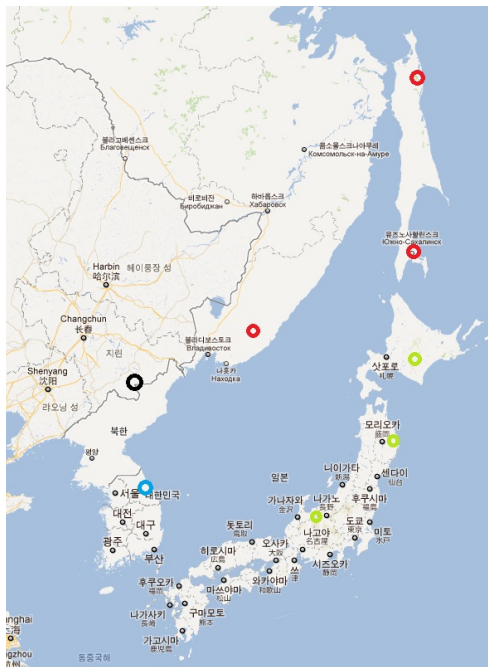 블라고베셴스크
Благовещенск
콤소몰스크나아무레
Комсомольск-на-Амуре
비로비잔
Биробиджан
하바롭스크
Хабаровск
유즈노사할린스크
Южно-Сахалинск
Harbin
哈尔滨
헤이룽장 성
Changchun
长春
지린
블라디보스토크
Владивосток
나홋카
Находка
Shenyang
沈阳
랴오닝 성
삿포로
札幌
북한
평양
모리오카
盛岡
일본
니이가타
新潟
센다이
仙台
서울
대한민국
가나자와
金沢
나가노
長野
후쿠시마
福島
대전
대구
돗토리
鳥取
오사카
大阪
나고야
名古屋
도쿄
東京
미토
水戸
광주
부산
히로시마
広島
쓰
津
시즈오카
静岡
후쿠오카
福岡
마쓰야마
松山
와카야마
和歌山
나가사키
長崎
구마모토
熊本
가고시마
鹿児島
anghai
上海
동중국해
gzhou
杭州